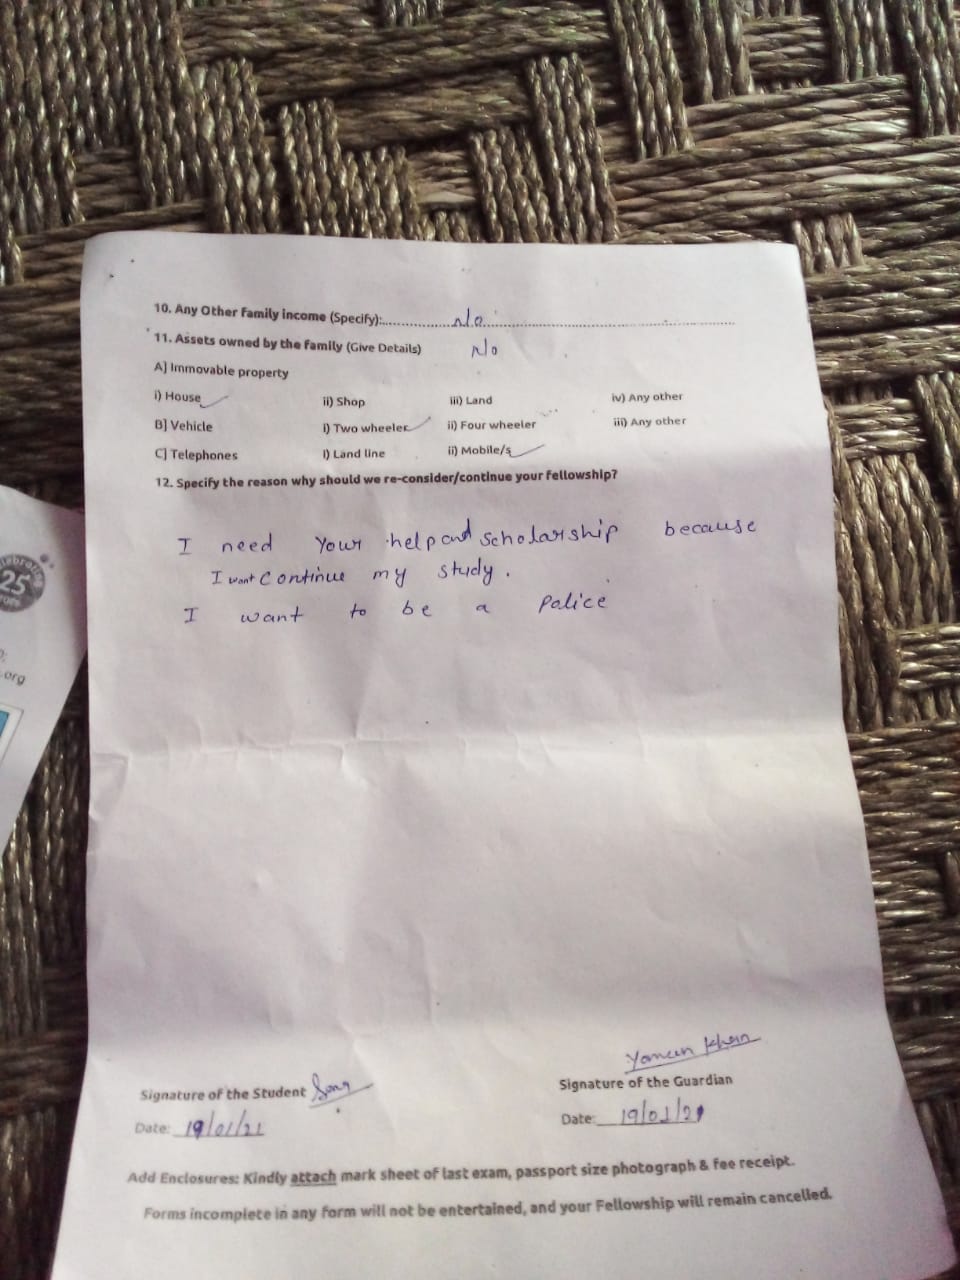 10. Any Other family income (Specify):..............No..............
11. Assets owned by the family (Give Details) No
A] Immovable property
i) House ii) Shop iii) Land iv) Any other
B] Vehicle i) Two wheeler ii) Four wheeler iii) Any other
C] Telephones i) Land line ii) Mobile/s
12. Specify the reason why should we re-consider/continue your fellowship?
I need your help and scholarship because
I want continue my study.
I want to be a police
25
.org
Yameen Khan
Signature of the Student
Signature of the Guardian
Date: 19/01/21
Date: 19/01/21
Add Enclosures: Kindly attach mark sheet of last exam, passport size photograph & fee receipt.
Forms incomplete in any form will not be entertained, and your Fellowship will remain cancelled.